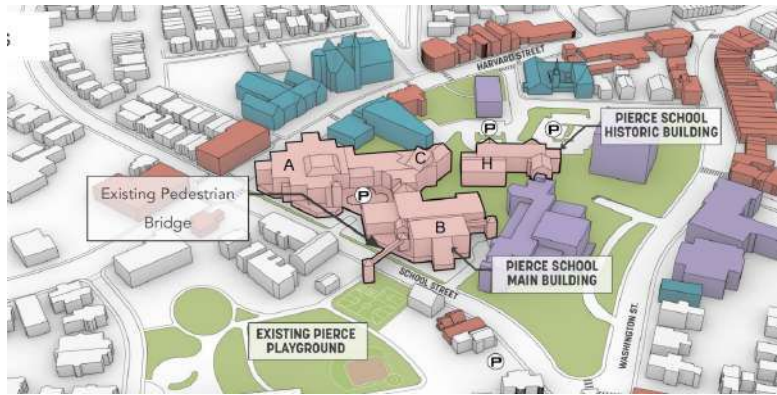 HARVARD STREET
P
P
PIERCE SCHOOL
HISTORIC BUILDING
A
C
H
Existing Pedestrian
Bridge
P
B
PIERCE SCHOOL
MAIN BUILDING
SCHOOL STREET
EXISTING PIERCE
PLAYGROUND
WASHINGTON ST.
P